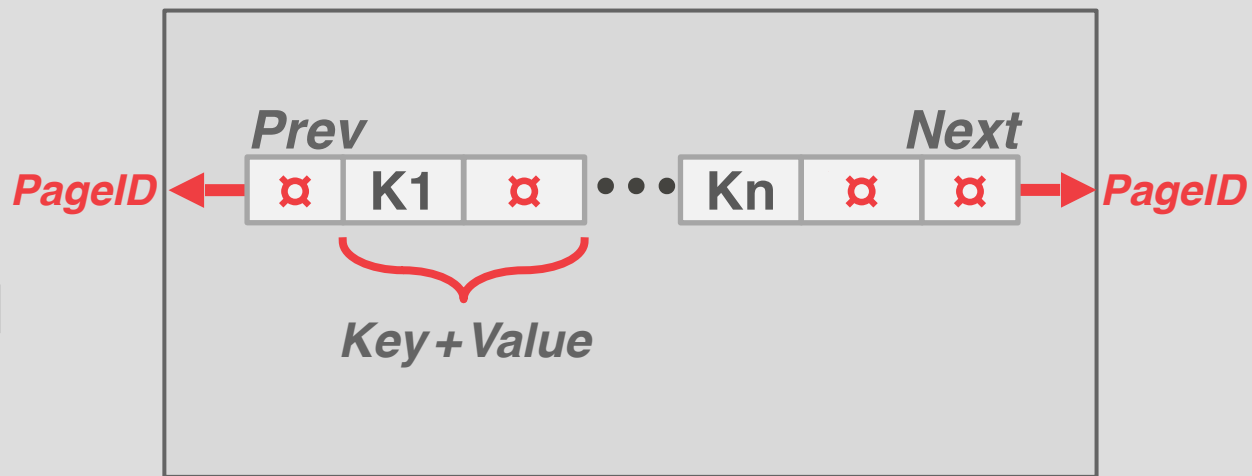 Prev Next
PageID ¤ K1 ¤ ••• Kn ¤ ¤ PageID
Key+Value